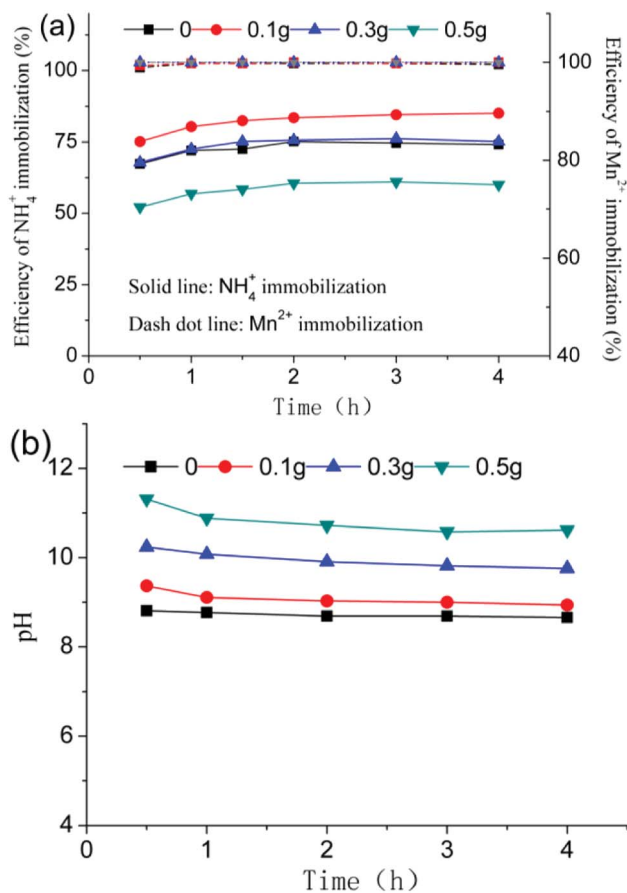 (a)
0 0.1g 0.3g 0.5g
100
75
50
25
0
Efficiency of NH₄⁺ immobilization (%)
100
80
60
40
Efficiency of Mn²⁺ immobilization (%)
Solid line: NH₄⁺ immobilization
Dash dot line: Mn²⁺ immobilization
0 1 2 3 4
Time (h)
(b)
0 0.1g 0.3g 0.5g
12
10
8
6
4
pH
0 1 2 3 4
Time (h)